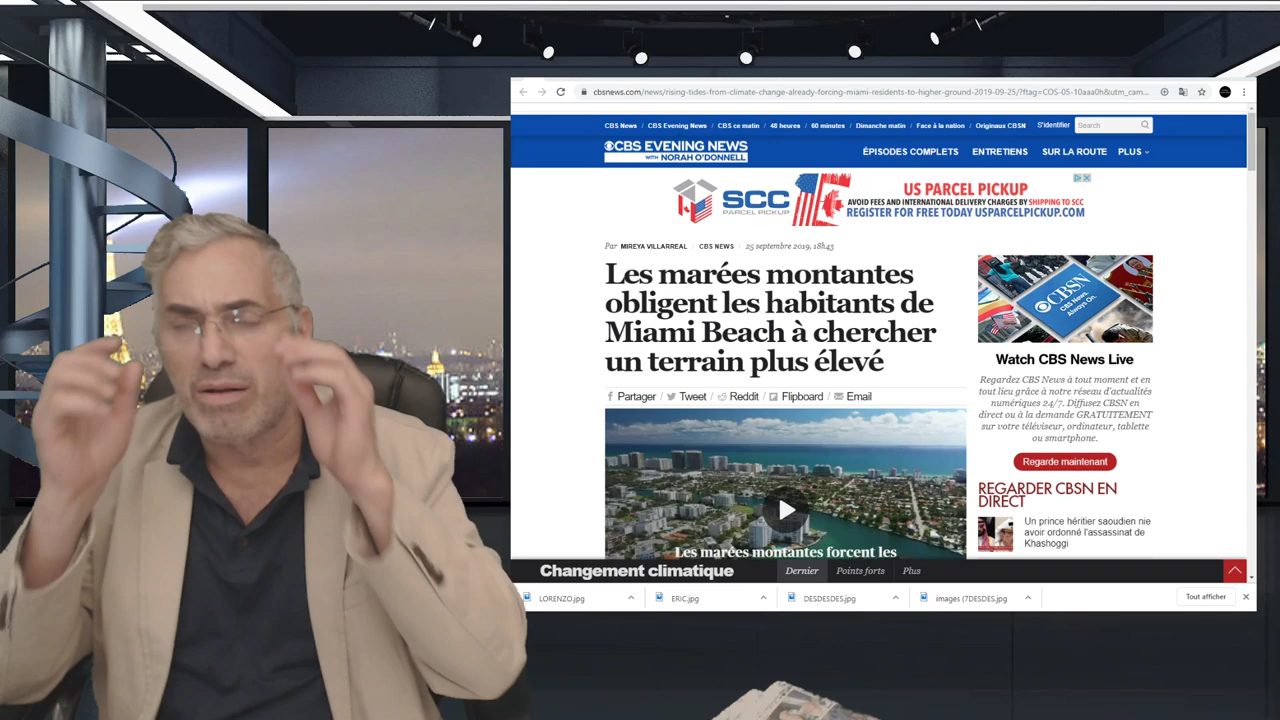 cbsnews.com/news/rising-tides-from-climate-change-already-forcing-miami-residents-to-higher-ground-2019-09-25/?ftag=COS-05-10aaa0h&utm_cam...
CBS News / CBS Evening News / CBS ce matin / 48 heures / 60 minutes / Dimanche matin / Face à la nation / Originaux CBSN
S'identifier
Search
CBS EVENING NEWS
WITH NORAH O'DONNELL
ÉPISODES COMPLETS ENTRETIENS SUR LA ROUTE PLUS
SCC
PARCEL PICKUP
US PARCEL PICKUP
AVOID FEES AND INTERNATIONAL DELIVERY CHARGES BY SHIPPING TO SCC
REGISTER FOR FREE TODAY USPARCELPICKUP.COM
Par MIREYA VILLARREAL CBS NEWS 25 septembre 2019, 18h43
Les marées montantes
obligent les habitants de
Miami Beach à chercher
un terrain plus élevé
Partager / Tweet / Reddit / Flipboard / Email
Les marées montantes forcent les
CBSN
CBS News.
Always On.
Watch CBS News Live
Regardez CBS News à tout moment et en
tout lieu grâce à notre réseau d'actualités
numériques 24/7. Diffusez CBSN en
direct ou à la demande GRATUITEMENT
sur votre téléviseur, ordinateur, tablette
ou smartphone.
Regarde maintenant
REGARDER CBSN EN
DIRECT
Un prince héritier saoudien nie
avoir ordonné l'assassinat de
Khashoggi
Changement climatique
Dernier Points forts Plus
LORENZO.jpg
ERIC.jpg
DESDESDES.jpg
images (7DESDES.jpg
Tout afficher